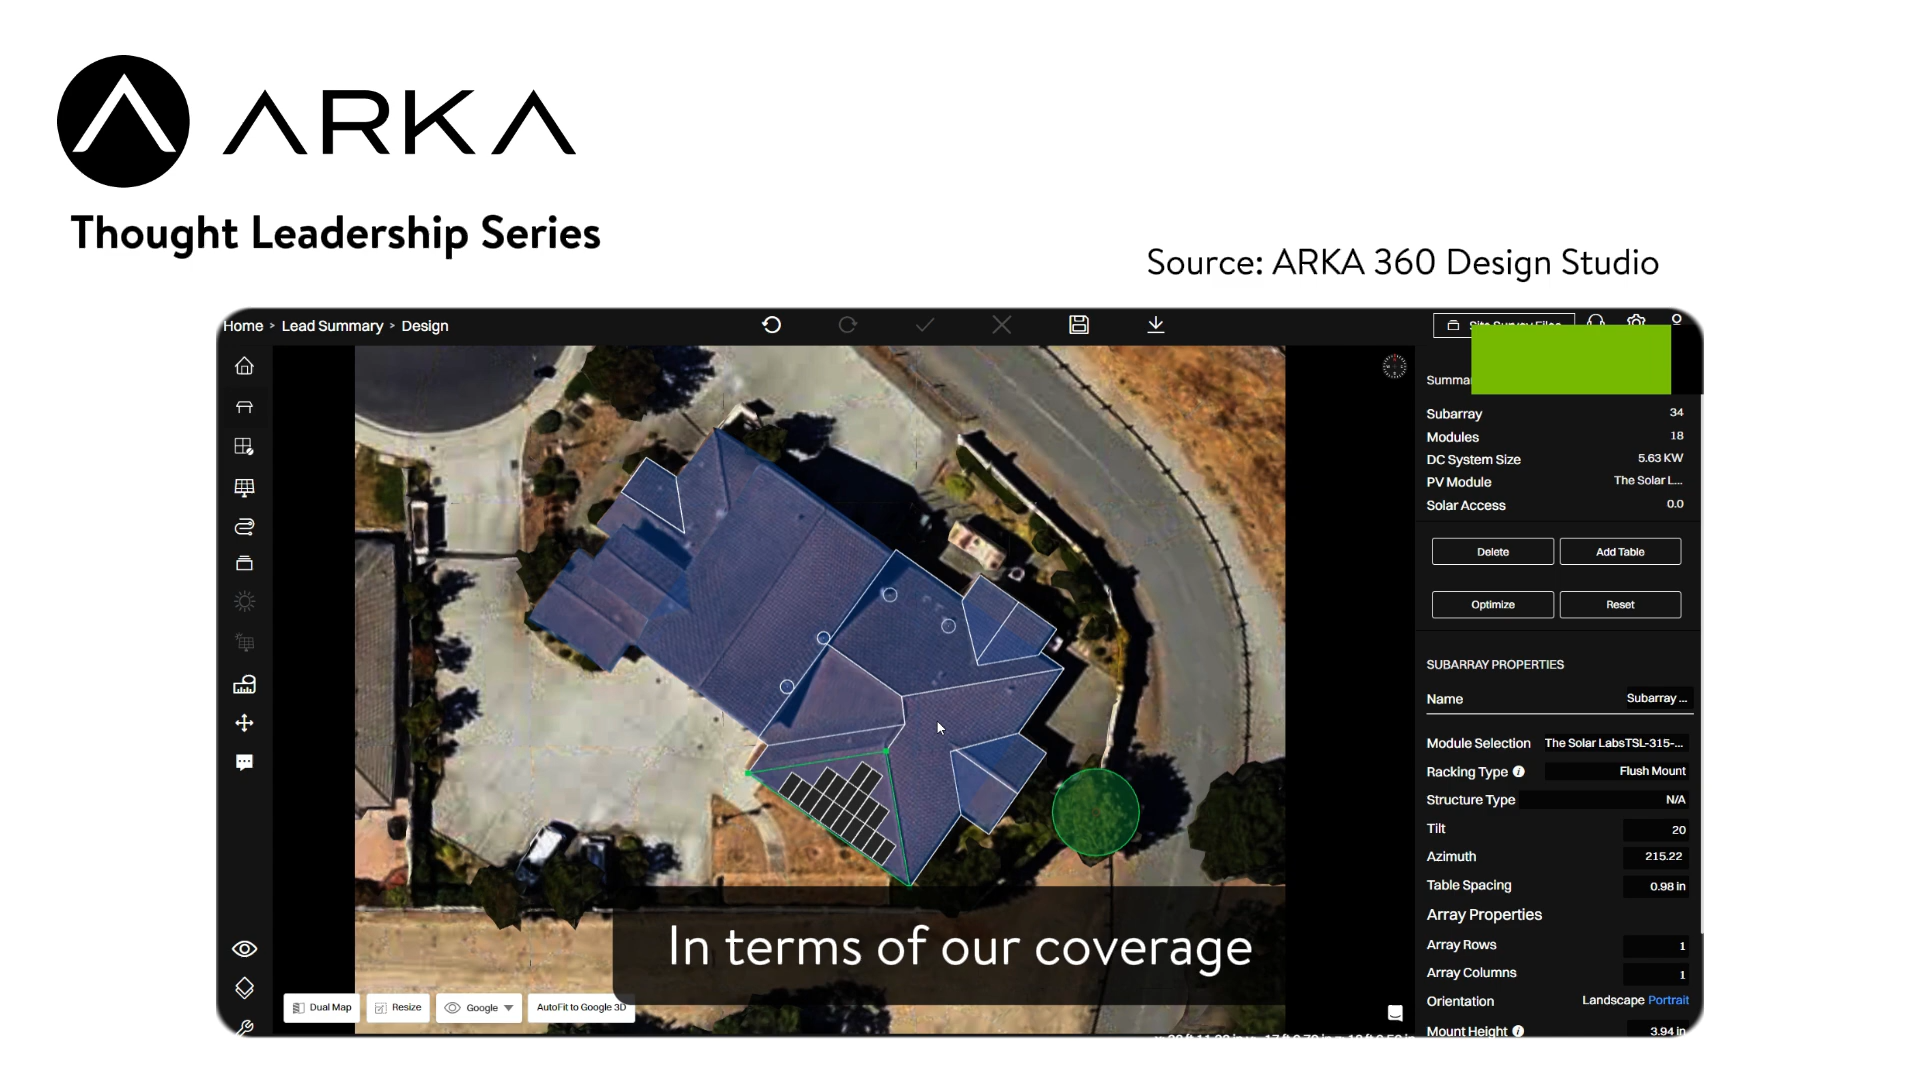 ARKA
Thought Leadership Series
Source: ARKA 360 Design Studio
Home > Lead Summary > Design
Subarray 34
Modules 18
DC System Size 5.63 KW
PV Module The Solar L...
Solar Access 0.0
Delete Add Table
Optimize Reset
SUBARRAY PROPERTIES
Name Subarray ...
Module Selection The Solar LabsTSL-315-...
Racking Type Flush Mount
Structure Type N/A
Tilt 20
Azimuth 215.22
Table Spacing 0.98 in
Array Properties
Array Rows 1
Array Columns 1
Orientation Landscape Portrait
Mount Height 3.94 in
In terms of our coverage
Dual Map Resize Google AutoFit to Google 3D